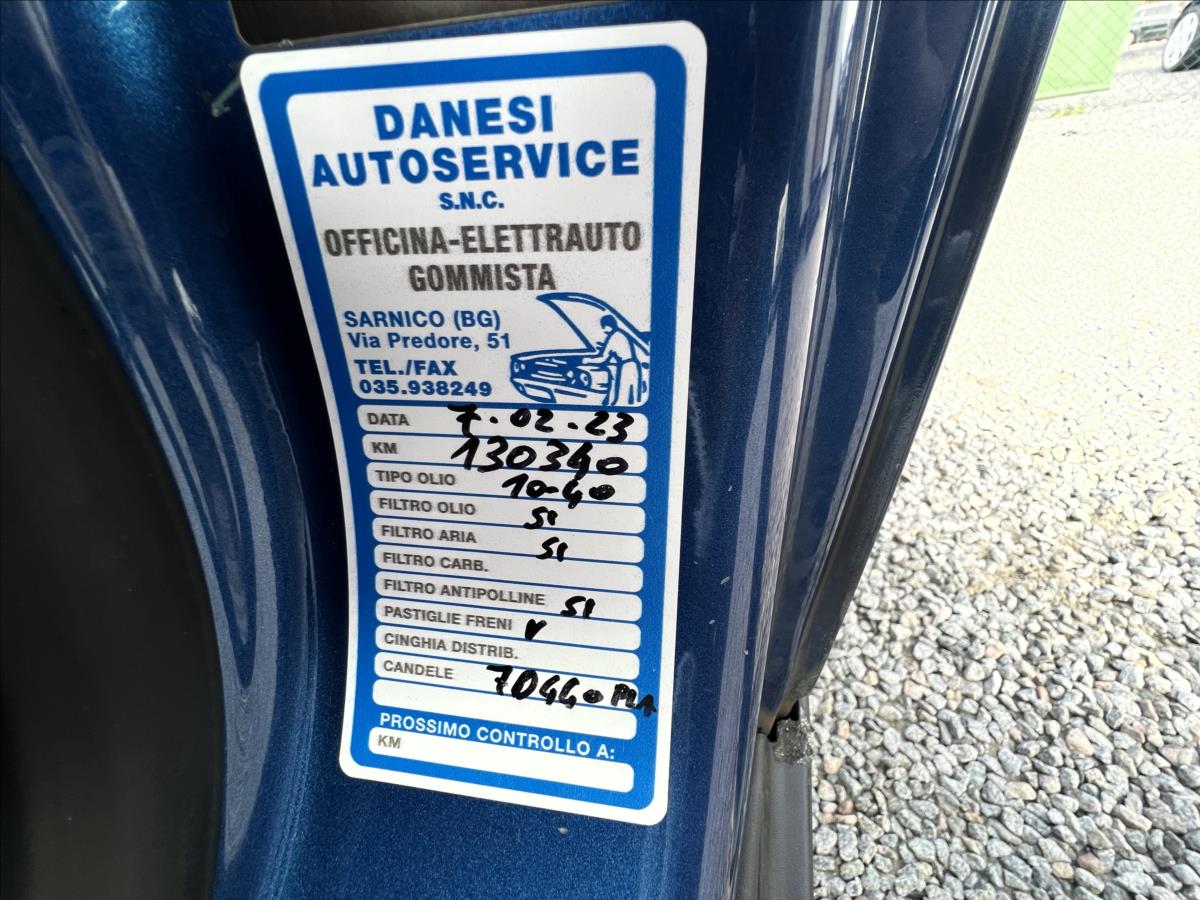 DANESI
AUTOSERVICE
S.N.C.
OFFICINA-ELETTRAUTO
GOMMISTA
SARNICO (BG)
Via Predore, 51
TEL./FAX
035.938249
DATA 7.02.23
KM 130340
TIPO OLIO 10-40
FILTRO OLIO SI
FILTRO ARIA SI
FILTRO CARB.
FILTRO ANTIPOLLINE SI
PASTIGLIE FRENI V
CINGHIA DISTRIB.
CANDELE 70440
PROSSIMO CONTROLLO A:
KM